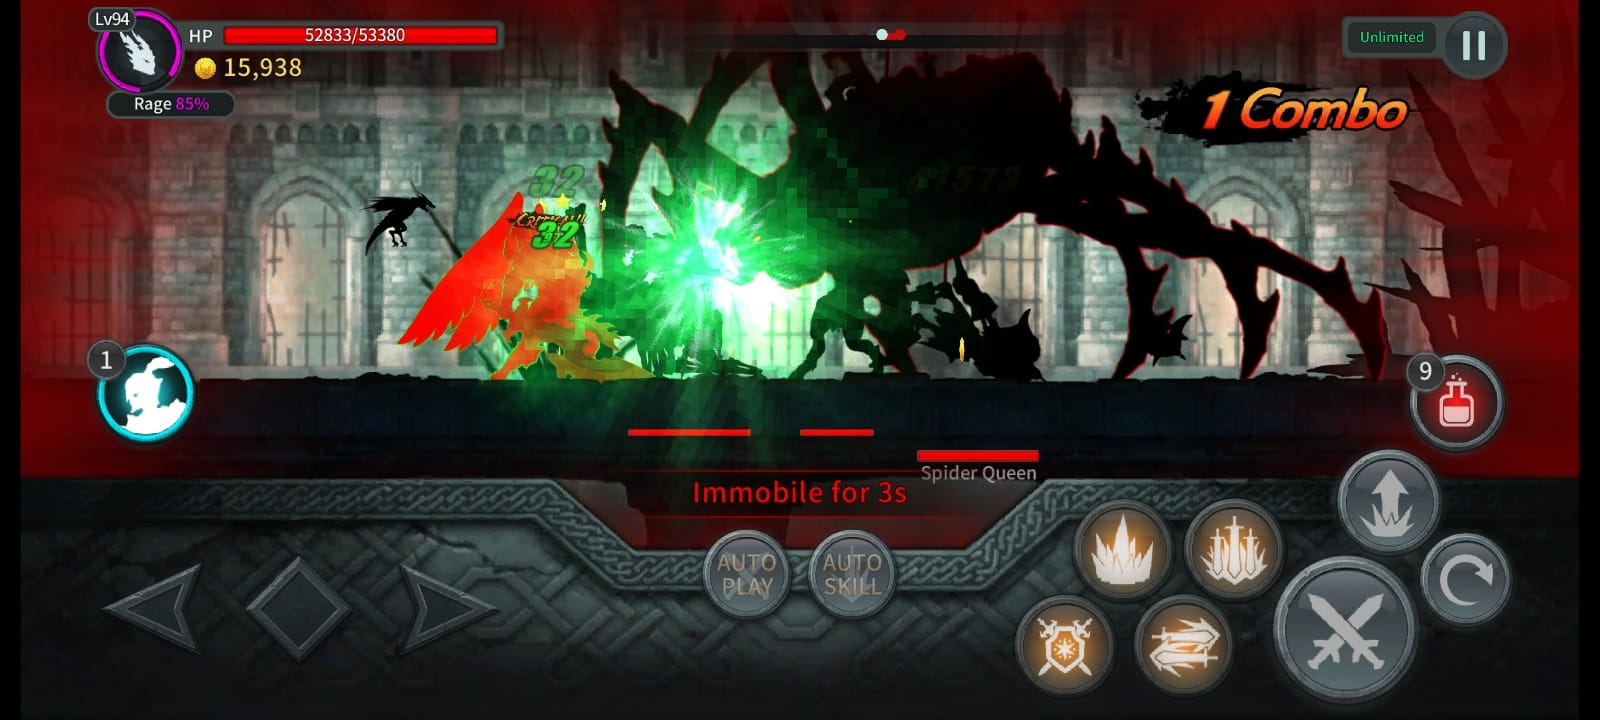 Lv94
HP 52833/53380
15,938
Rage 85%
Unlimited
1 Combo
32
32
1573
1
9
Spider Queen
Immobile for 3s
AUTO PLAY
AUTO SKILL